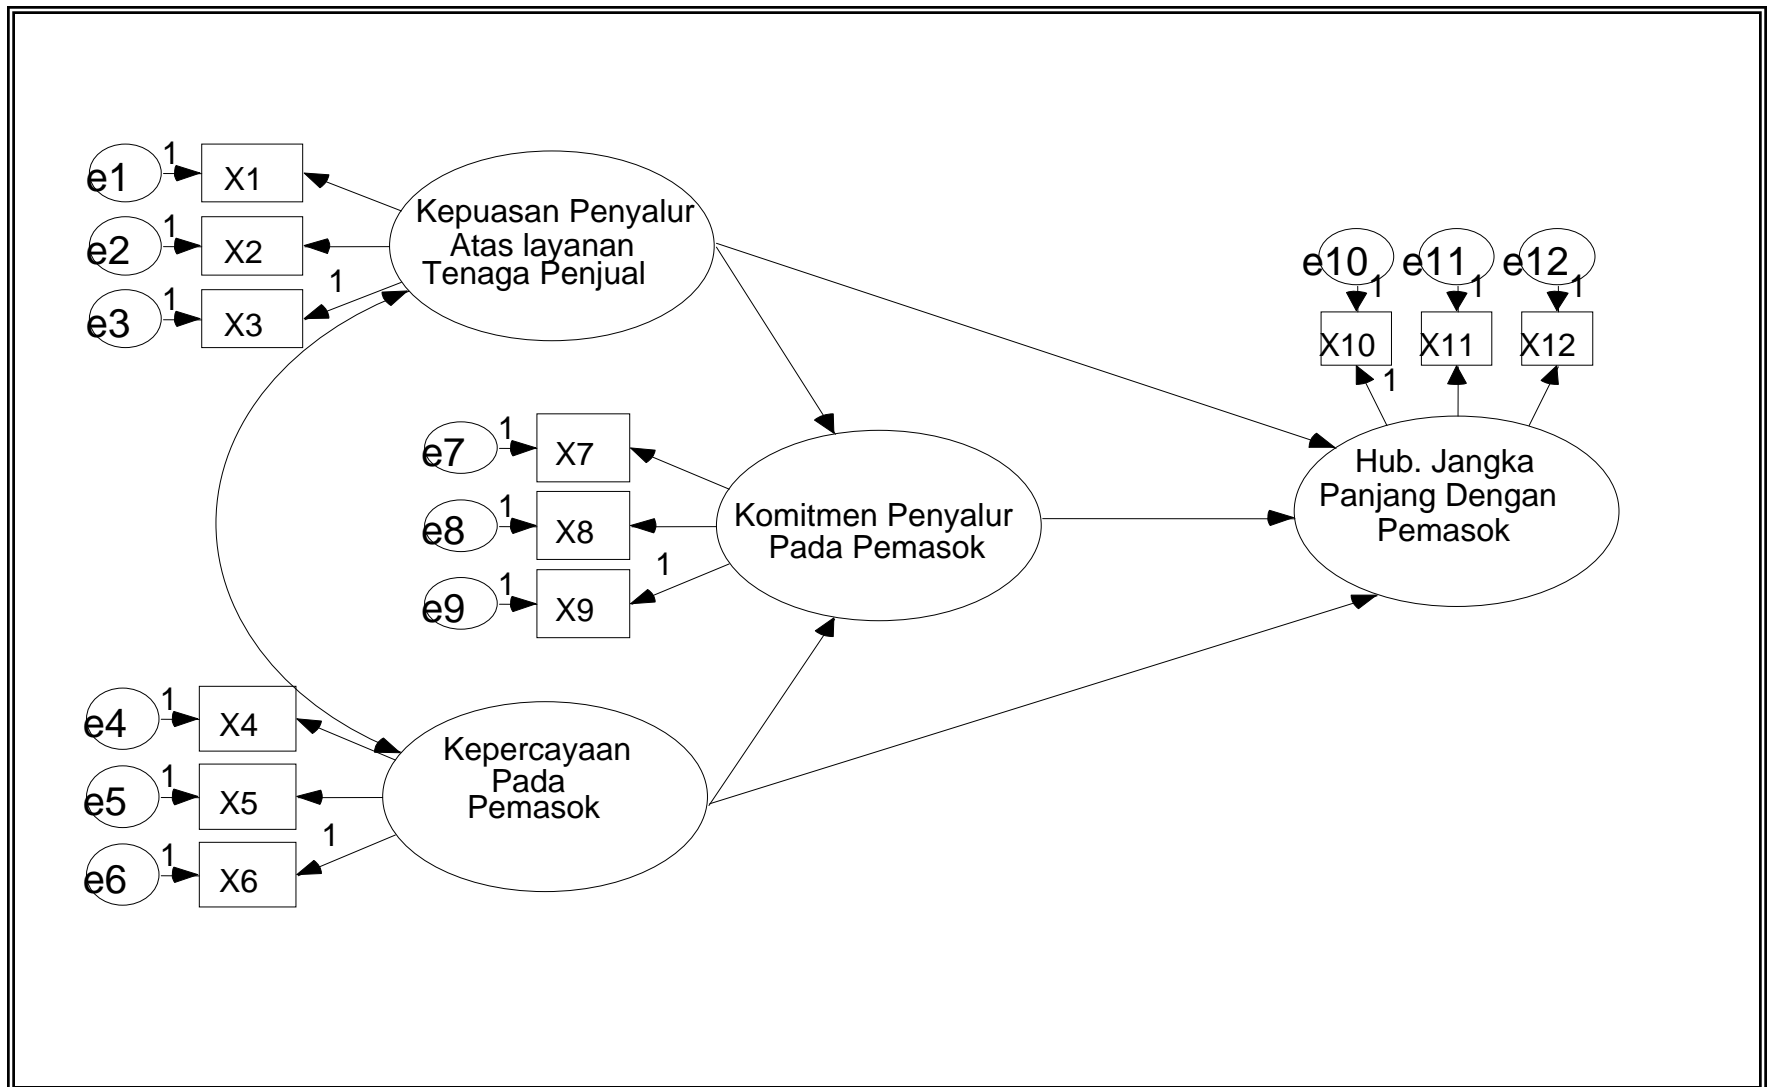 1
e1
X1
1
e2
X2
1
e3
X3
1
Kepuasan Penyalur
Atas layanan
Tenaga Penjual
e10
e11
e12
1
1
1
X10
X11
X12
1
Hub. Jangka
Panjang Dengan
Pemasok
1
e7
X7
1
e8
X8
1
e9
X9
1
Komitmen Penyalur
Pada Pemasok
1
e4
X4
1
e5
X5
1
e6
X6
1
Kepercayaan
Pada
Pemasok